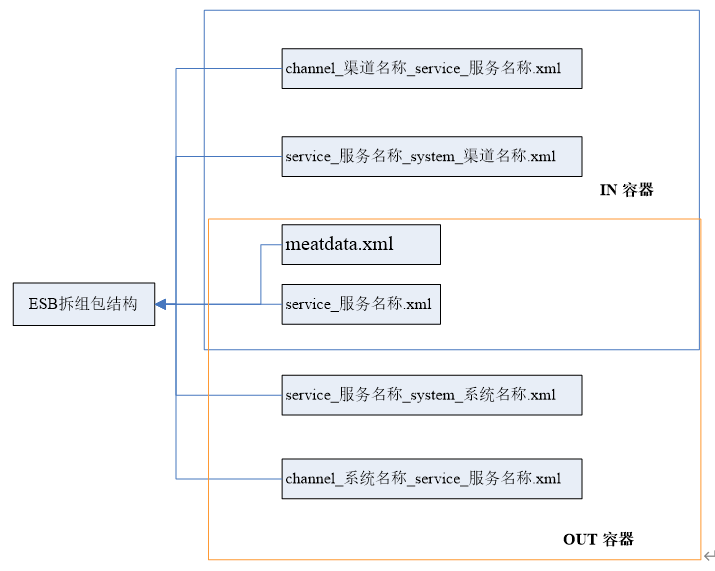 channel_渠道名称_service_服务名称.xml
service_服务名称_system_渠道名称.xml
IN 容器
meatdata.xml
ESB拆组包结构
service_服务名称.xml
service_服务名称_system_系统名称.xml
channel_系统名称_service_服务名称.xml
OUT 容器